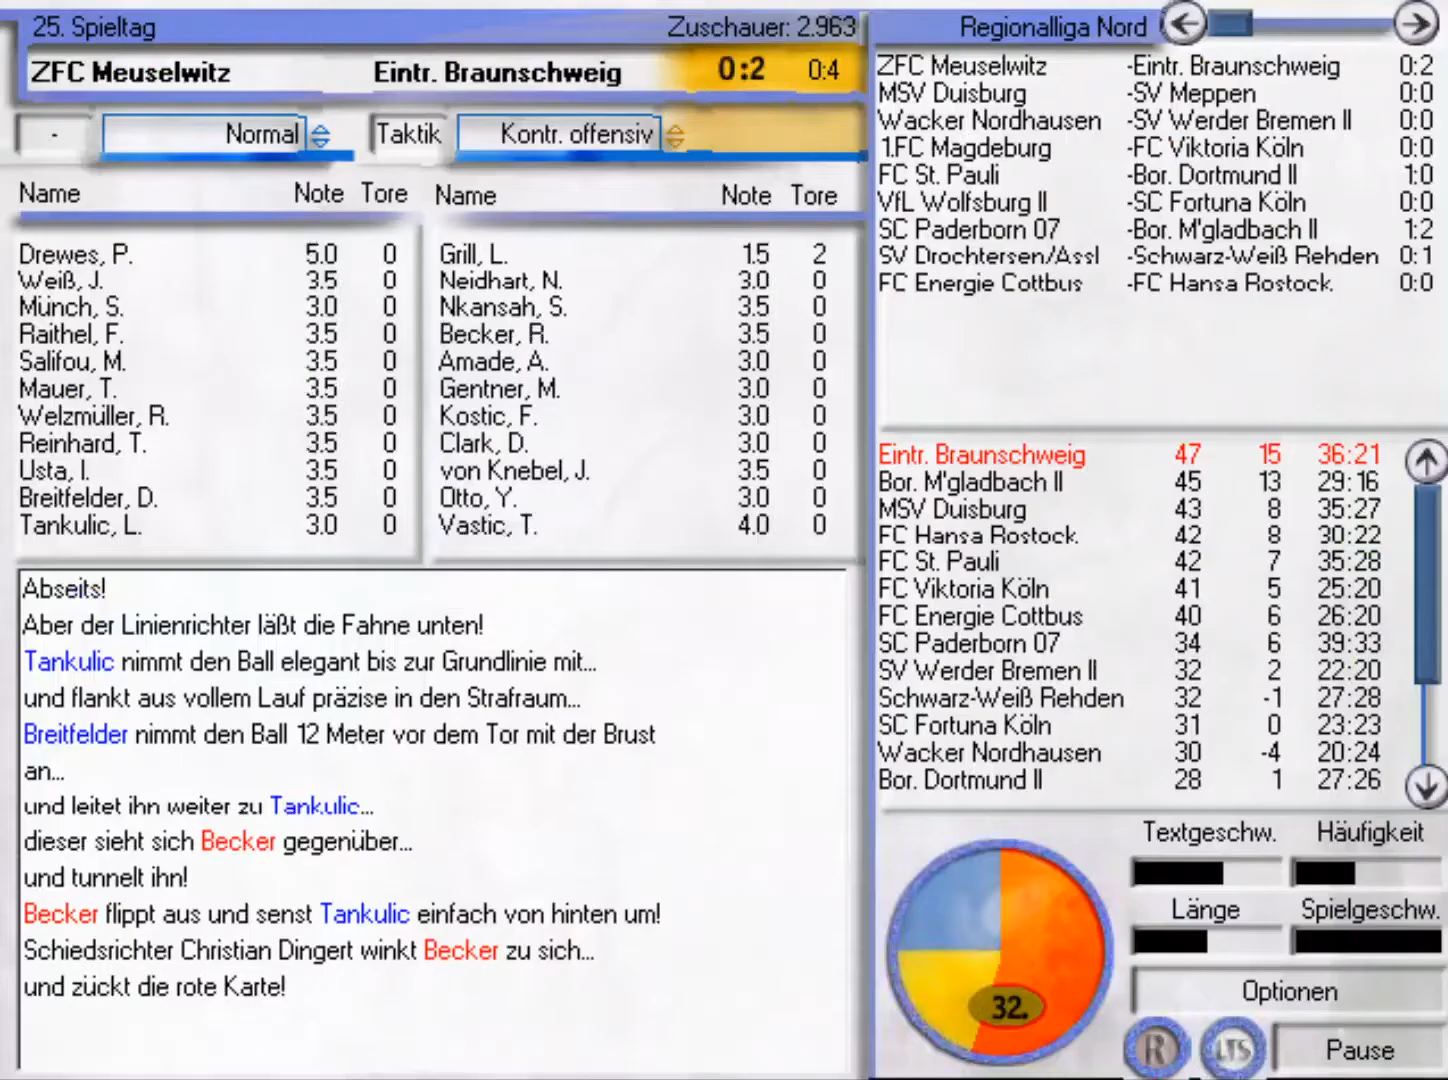 25. Spieltag Zuschauer: 2.963
ZFC Meuselwitz Eintr. Braunschweig 0:2 0:4
- Normal Taktik Kontr. offensiv
Name Note Tore Name Note Tore
Drewes, P. 5.0 0 Grill, L. 1.5 2
Weiß, J. 3.5 0 Neidhart, N. 3.0 0
Münch, S. 3.0 0 Nkansah, S. 3.5 0
Raithel, F. 3.5 0 Becker, R. 3.5 0
Salifou, M. 3.5 0 Amade, A. 3.0 0
Mauer, T. 3.5 0 Gentner, M. 3.0 0
Welzmüller, R. 3.5 0 Kostic, F. 3.0 0
Reinhard, T. 3.5 0 Clark, D. 3.0 0
Usta, I. 3.5 0 von Knebel, J. 3.5 0
Breitfelder, D. 3.5 0 Otto, Y. 3.0 0
Tankulic, L. 3.0 0 Vastic, T. 4.0 0
Abseits!
Aber der Linienrichter läßt die Fahne unten!
Tankulic nimmt den Ball elegant bis zur Grundlinie mit...
und flankt aus vollem Lauf präzise in den Strafraum...
Breitfelder nimmt den Ball 12 Meter vor dem Tor mit der Brust
an...
und leitet ihn weiter zu Tankulic...
dieser sieht sich Becker gegenüber...
und tunnelt ihn!
Becker flippt aus und senst Tankulic einfach von hinten um!
Schiedsrichter Christian Dingert winkt Becker zu sich...
und zückt die rote Karte!
Regionalliga Nord
ZFC Meuselwitz -Eintr. Braunschweig 0:2
MSV Duisburg -SV Meppen 0:0
Wacker Nordhausen -SV Werder Bremen II 0:0
1.FC Magdeburg -FC Viktoria Köln 0:0
FC St. Pauli -Bor. Dortmund II 1:0
VfL Wolfsburg II -SC Fortuna Köln 0:0
SC Paderborn 07 -Bor. M'gladbach II 1:2
SV Drochtersen/Assl -Schwarz-Weiß Rehden 0:1
FC Energie Cottbus -FC Hansa Rostock 0:0
Eintr. Braunschweig 47 15 36:21
Bor. M'gladbach II 45 13 29:16
MSV Duisburg 43 8 35:27
FC Hansa Rostock 42 8 30:22
FC St. Pauli 42 7 35:28
FC Viktoria Köln 41 5 25:20
FC Energie Cottbus 40 6 26:20
SC Paderborn 07 34 6 39:33
SV Werder Bremen II 32 2 22:20
Schwarz-Weiß Rehden 32 -1 27:28
SC Fortuna Köln 31 0 23:23
Wacker Nordhausen 30 -4 20:24
Bor. Dortmund II 28 1 27:26
Textgeschw. Häufigkeit
Länge Spielgeschw.
32.
Optionen
R LTS Pause